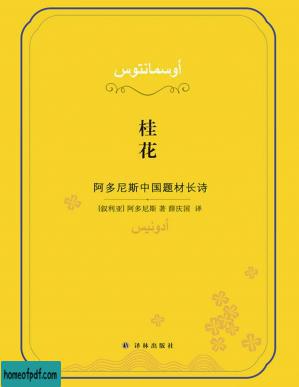 أوسمانتوس
桂
花
阿多尼斯中国题材长诗
[叙利亚] 阿多尼斯 著 薛庆国 译
أدونيس
译林出版社
homeofpdf.com